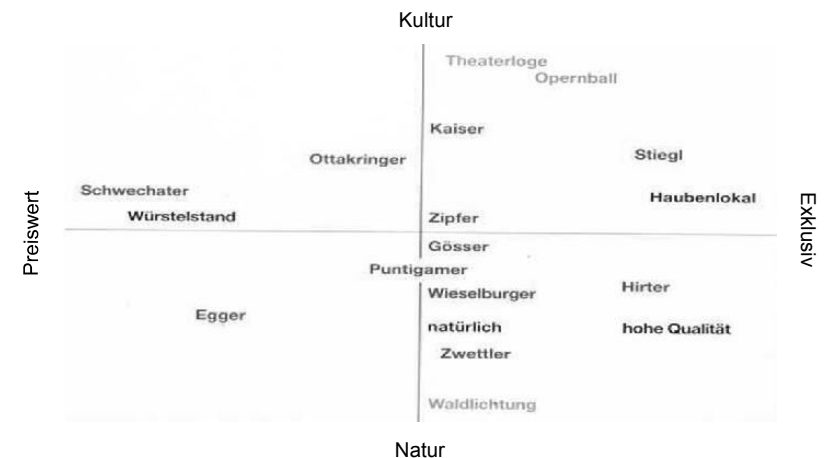 Kultur
Theaterloge
Opernball
Kaiser
Ottakringer
Stiegl
Schwechater
Haubenlokal
Würstelstand
Zipfer
Preiswert
Exklusiv
Gösser
Puntigamer
Hirter
Wieselburger
Egger
natürlich
hohe Qualität
Zwettler
Waldlichtung
Natur